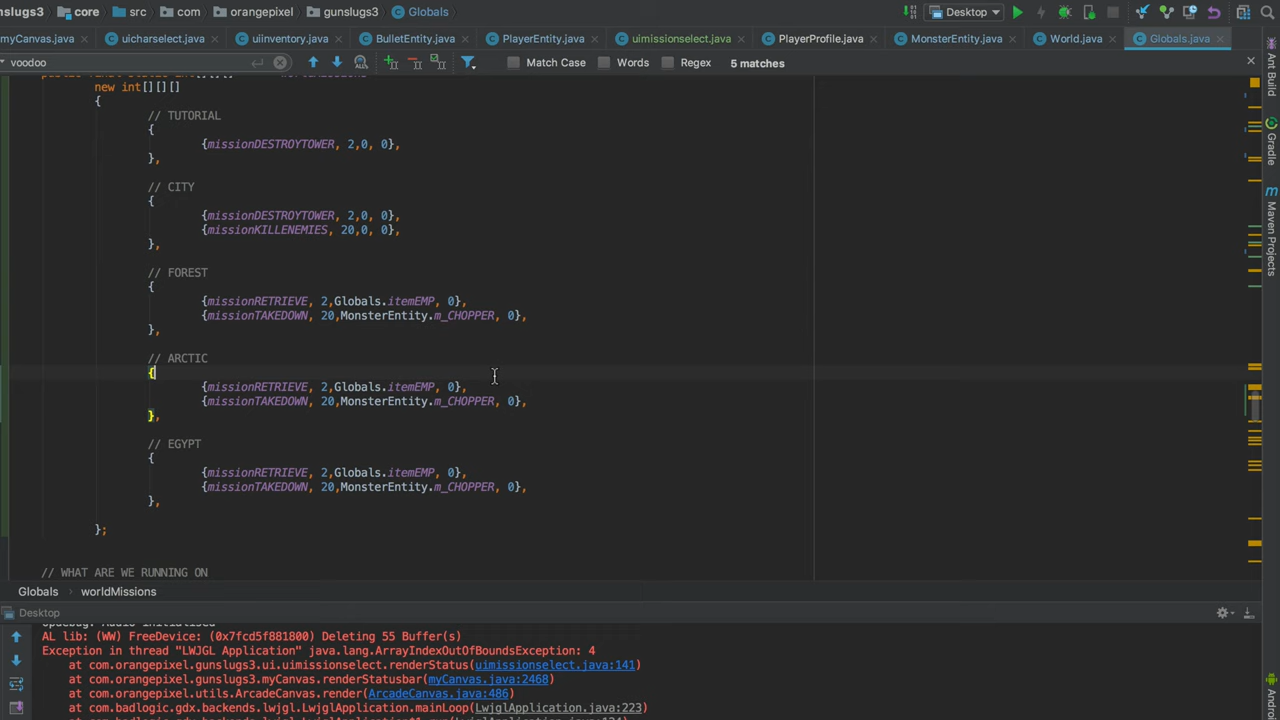 nslugs3 core src com orangepixel gunslugs3 Globals Desktop
myCanvas.java uicharselect.java uiinventory.java BulletEntity.java PlayerEntity.java uimissionselect.java PlayerProfile.java MonsterEntity.java World.java Globals.java
voodoo Match Case Words Regex 5 matches
new int[][][]
{
// TUTORIAL
{
{missionDESTROYTOWER, 2,0, 0},
},
// CITY
{
{missionDESTROYTOWER, 2,0, 0},
{missionKILLENEMIES, 20,0, 0},
},
// FOREST
{
{missionRETRIEVE, 2,Globals.itemEMP, 0},
{missionTAKEDOWN, 20,MonsterEntity.m_CHOPPER, 0},
},
// ARCTIC
{
{missionRETRIEVE, 2,Globals.itemEMP, 0},
{missionTAKEDOWN, 20,MonsterEntity.m_CHOPPER, 0},
},
// EGYPT
{
{missionRETRIEVE, 2,Globals.itemEMP, 0},
{missionTAKEDOWN, 20,MonsterEntity.m_CHOPPER, 0},
},
};
// WHAT ARE WE RUNNING ON
Globals worldMissions
Desktop
AL lib: (WW) FreeDevice: (0x7fcd5f881800) Deleting 55 Buffer(s)
Exception in thread "LWJGL Application" java.lang.ArrayIndexOutOfBoundsException: 4
at com.orangepixel.gunslugs3.ui.uimissionselect.renderStatus(uimissionselect.java:141)
at com.orangepixel.gunslugs3.myCanvas.renderStatusbar(myCanvas.java:2468)
at com.orangepixel.utils.ArcadeCanvas.render(ArcadeCanvas.java:486)
at com.badlogic.gdx.backends.lwjgl.LwjglApplication.mainLoop(LwjglApplication.java:223)
Ant Build
Gradle
Maven Projects